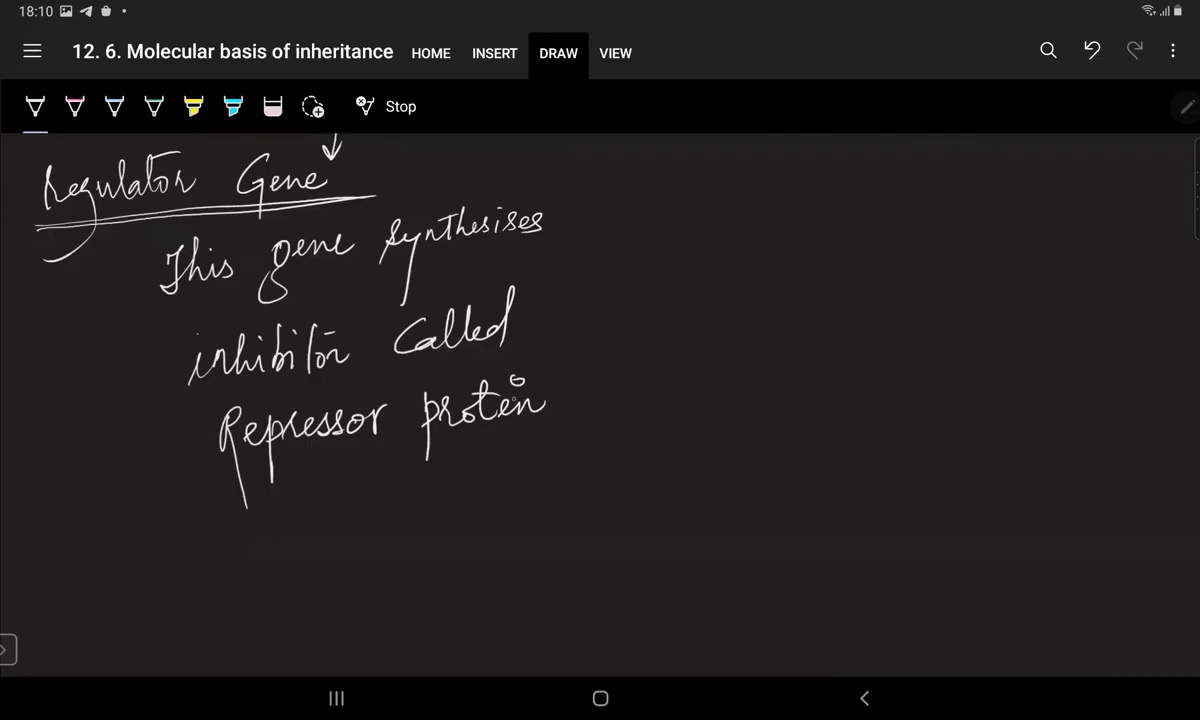 18:10
12. 6. Molecular basis of inheritance HOME INSERT DRAW VIEW
Stop
Regulator Gene
This gene synthesises
inhibitor called
Repressor protein